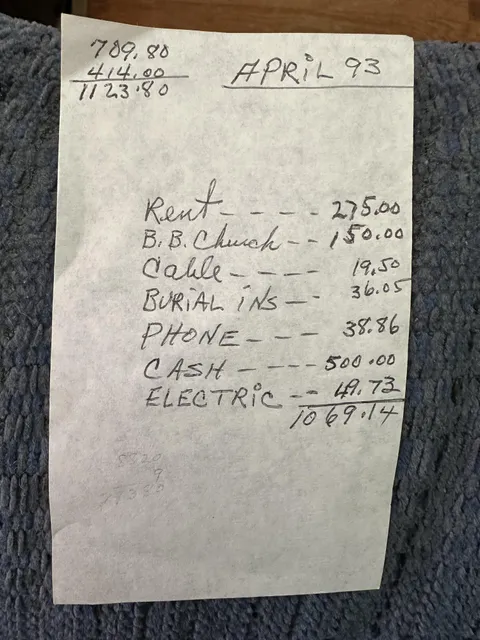 709.80
414.00
1123.80
APRIL 93
Rent - - - - - 275.00
B.B. Church - - 150.00
Cable - - - - 19.50
BURIAL INS - - 36.05
PHONE - - - 38.86
CASH - - - - 500.00
ELECTRIC - - 49.73
1069.14